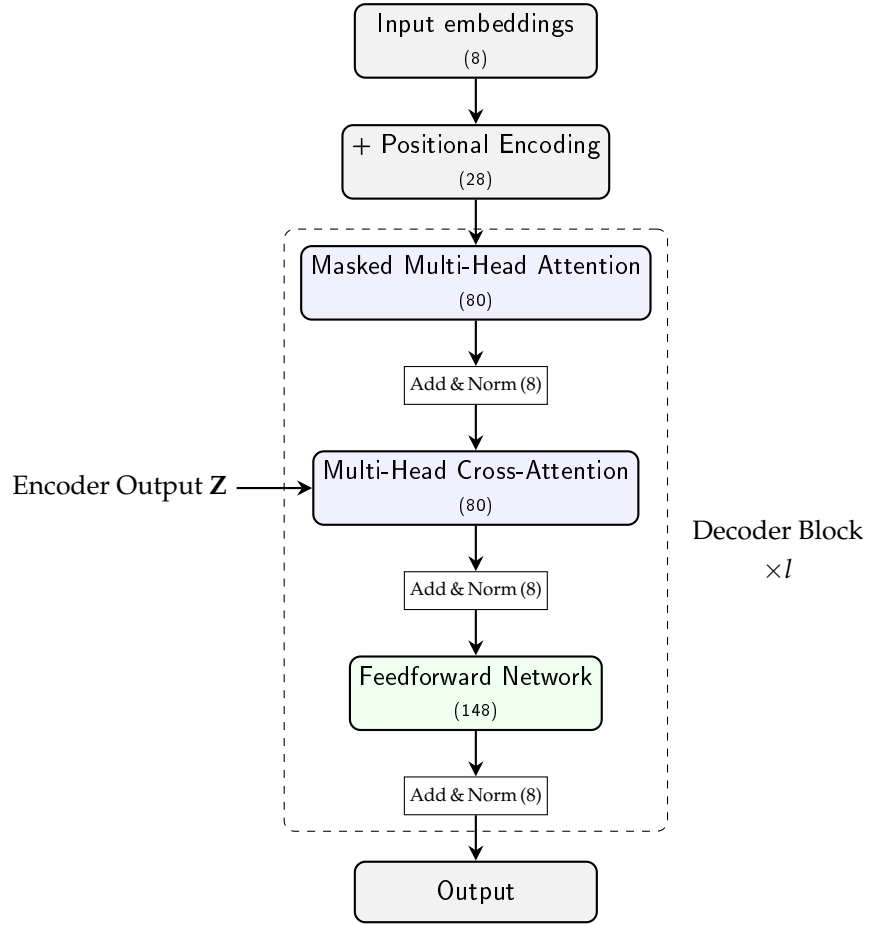 Input embeddings
(8)
+ Positional Encoding
(28)
Masked Multi-Head Attention
(80)
Add & Norm (8)
Encoder Output Z
Multi-Head Cross-Attention
(80)
Decoder Block
×l
Add & Norm (8)
Feedforward Network
(148)
Add & Norm (8)
Output